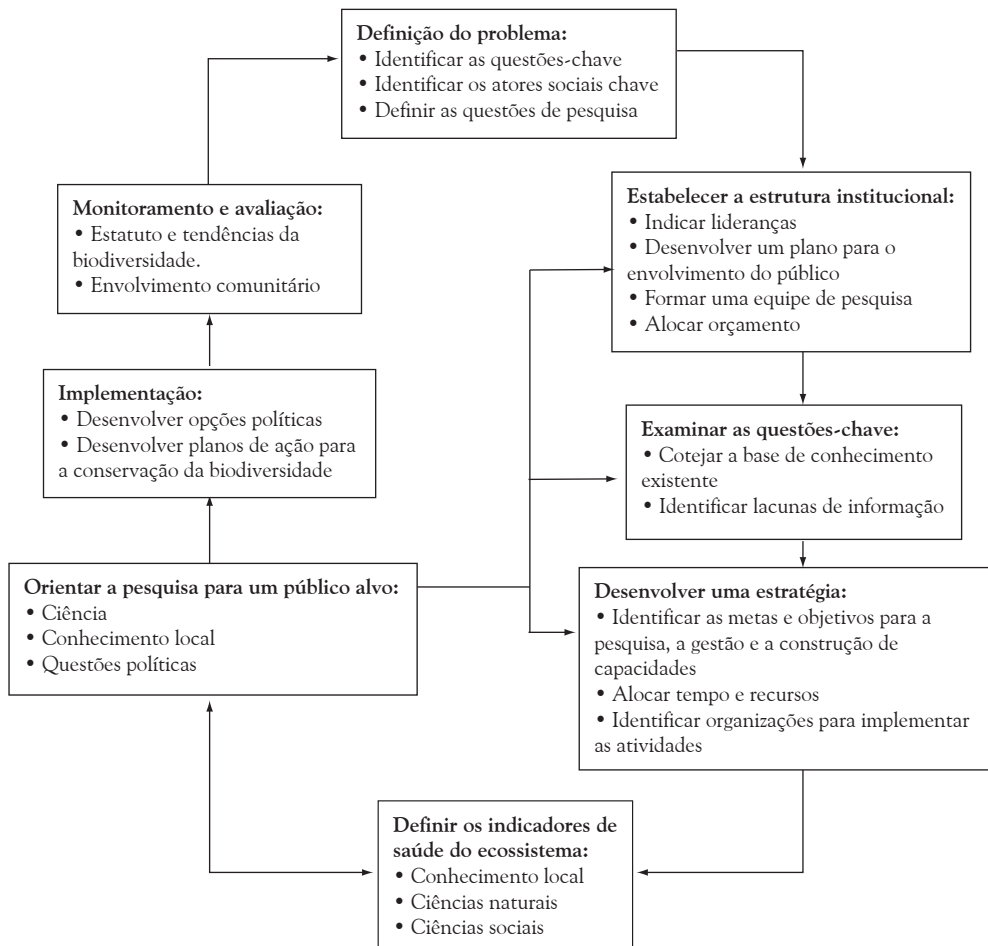 Definição do problema:
• Identificar as questões-chave
• Identificar os atores sociais chave
• Definir as questões de pesquisa
Estabelecer a estrutura institucional:
• Indicar lideranças
• Desenvolver um plano para o
envolvimento do público
• Formar uma equipe de pesquisa
• Alocar orçamento
Examinar as questões-chave:
• Cotejar a base de conhecimento
existente
• Identificar lacunas de informação
Desenvolver uma estratégia:
• Identificar as metas e objetivos para a
pesquisa, a gestão e a construção de
capacidades
• Alocar tempo e recursos
• Identificar organizações para implementar
as atividades
Definir os indicadores de
saúde do ecossistema:
• Conhecimento local
• Ciências naturais
• Ciências sociais
Orientar a pesquisa para um público alvo:
• Ciência
• Conhecimento local
• Questões políticas
Implementação:
• Desenvolver opções políticas
• Desenvolver planos de ação para
a conservação da biodiversidade
Monitoramento e avaliação:
• Estatuto e tendências da
biodiversidade.
• Envolvimento comunitário